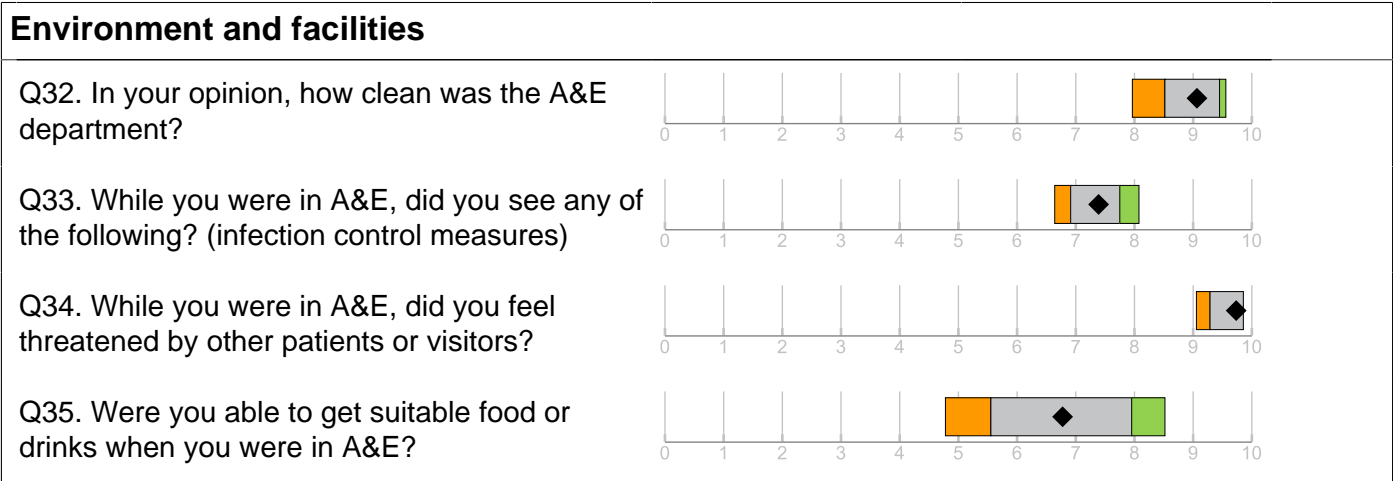 Environment and facilities
Q32. In your opinion, how clean was the A&E
department?
0 1 2 3 4 5 6 7 8 9 10
Q33. While you were in A&E, did you see any of
the following? (infection control measures)
0 1 2 3 4 5 6 7 8 9 10
Q34. While you were in A&E, did you feel
threatened by other patients or visitors?
0 1 2 3 4 5 6 7 8 9 10
Q35. Were you able to get suitable food or
drinks when you were in A&E?
0 1 2 3 4 5 6 7 8 9 10